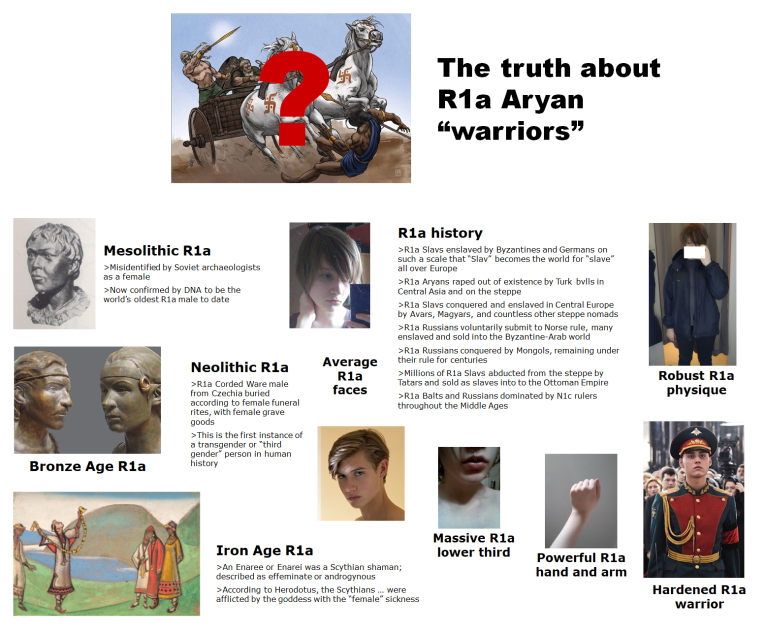 The truth about
R1a Aryan
“warriors”
Mesolithic R1a
>Misidentified by Soviet archaeologists
as a female
>Now confirmed by DNA to be the
world’s oldest R1a male to date
Neolithic R1a
>R1a Corded Ware male
from Czechia buried
according to female funeral
rites, with female grave
goods
>This is the first instance of
a transgender or “third
gender” person in human
history
Bronze Age R1a
Iron Age R1a
>An Enaree or Enarei was a Scythian shaman;
described as effeminate or androgynous
>According to Herodotus, the Scythians ... were
afflicted by the goddess with the “female” sickness
Average
R1a
faces
R1a history
>R1a Slavs enslaved by Byzantines and Germans on
such a scale that “Slav” becomes the world for “slave”
all over Europe
>R1a Aryans raped out of existence by Turk bvlls in
Central Asia and on the steppe
>R1a Slavs conquered and enslaved in Central Europe
by Avars, Magyars, and countless other steppe nomads
>R1a Russians voluntarily submit to Norse rule, many
enslaved and sold into the Byzantine-Arab world
>R1a Russians conquered by Mongols, remaining under
their rule for centuries
>Millions of R1a Slavs abducted from the steppe by
Tatars and sold as slaves into to the Ottoman Empire
>R1a Balts and Russians dominated by N1c rulers
throughout the Middle Ages
Robust R1a
physique
Massive R1a
lower third
Powerful R1a
hand and arm
Hardened R1a
warrior
?